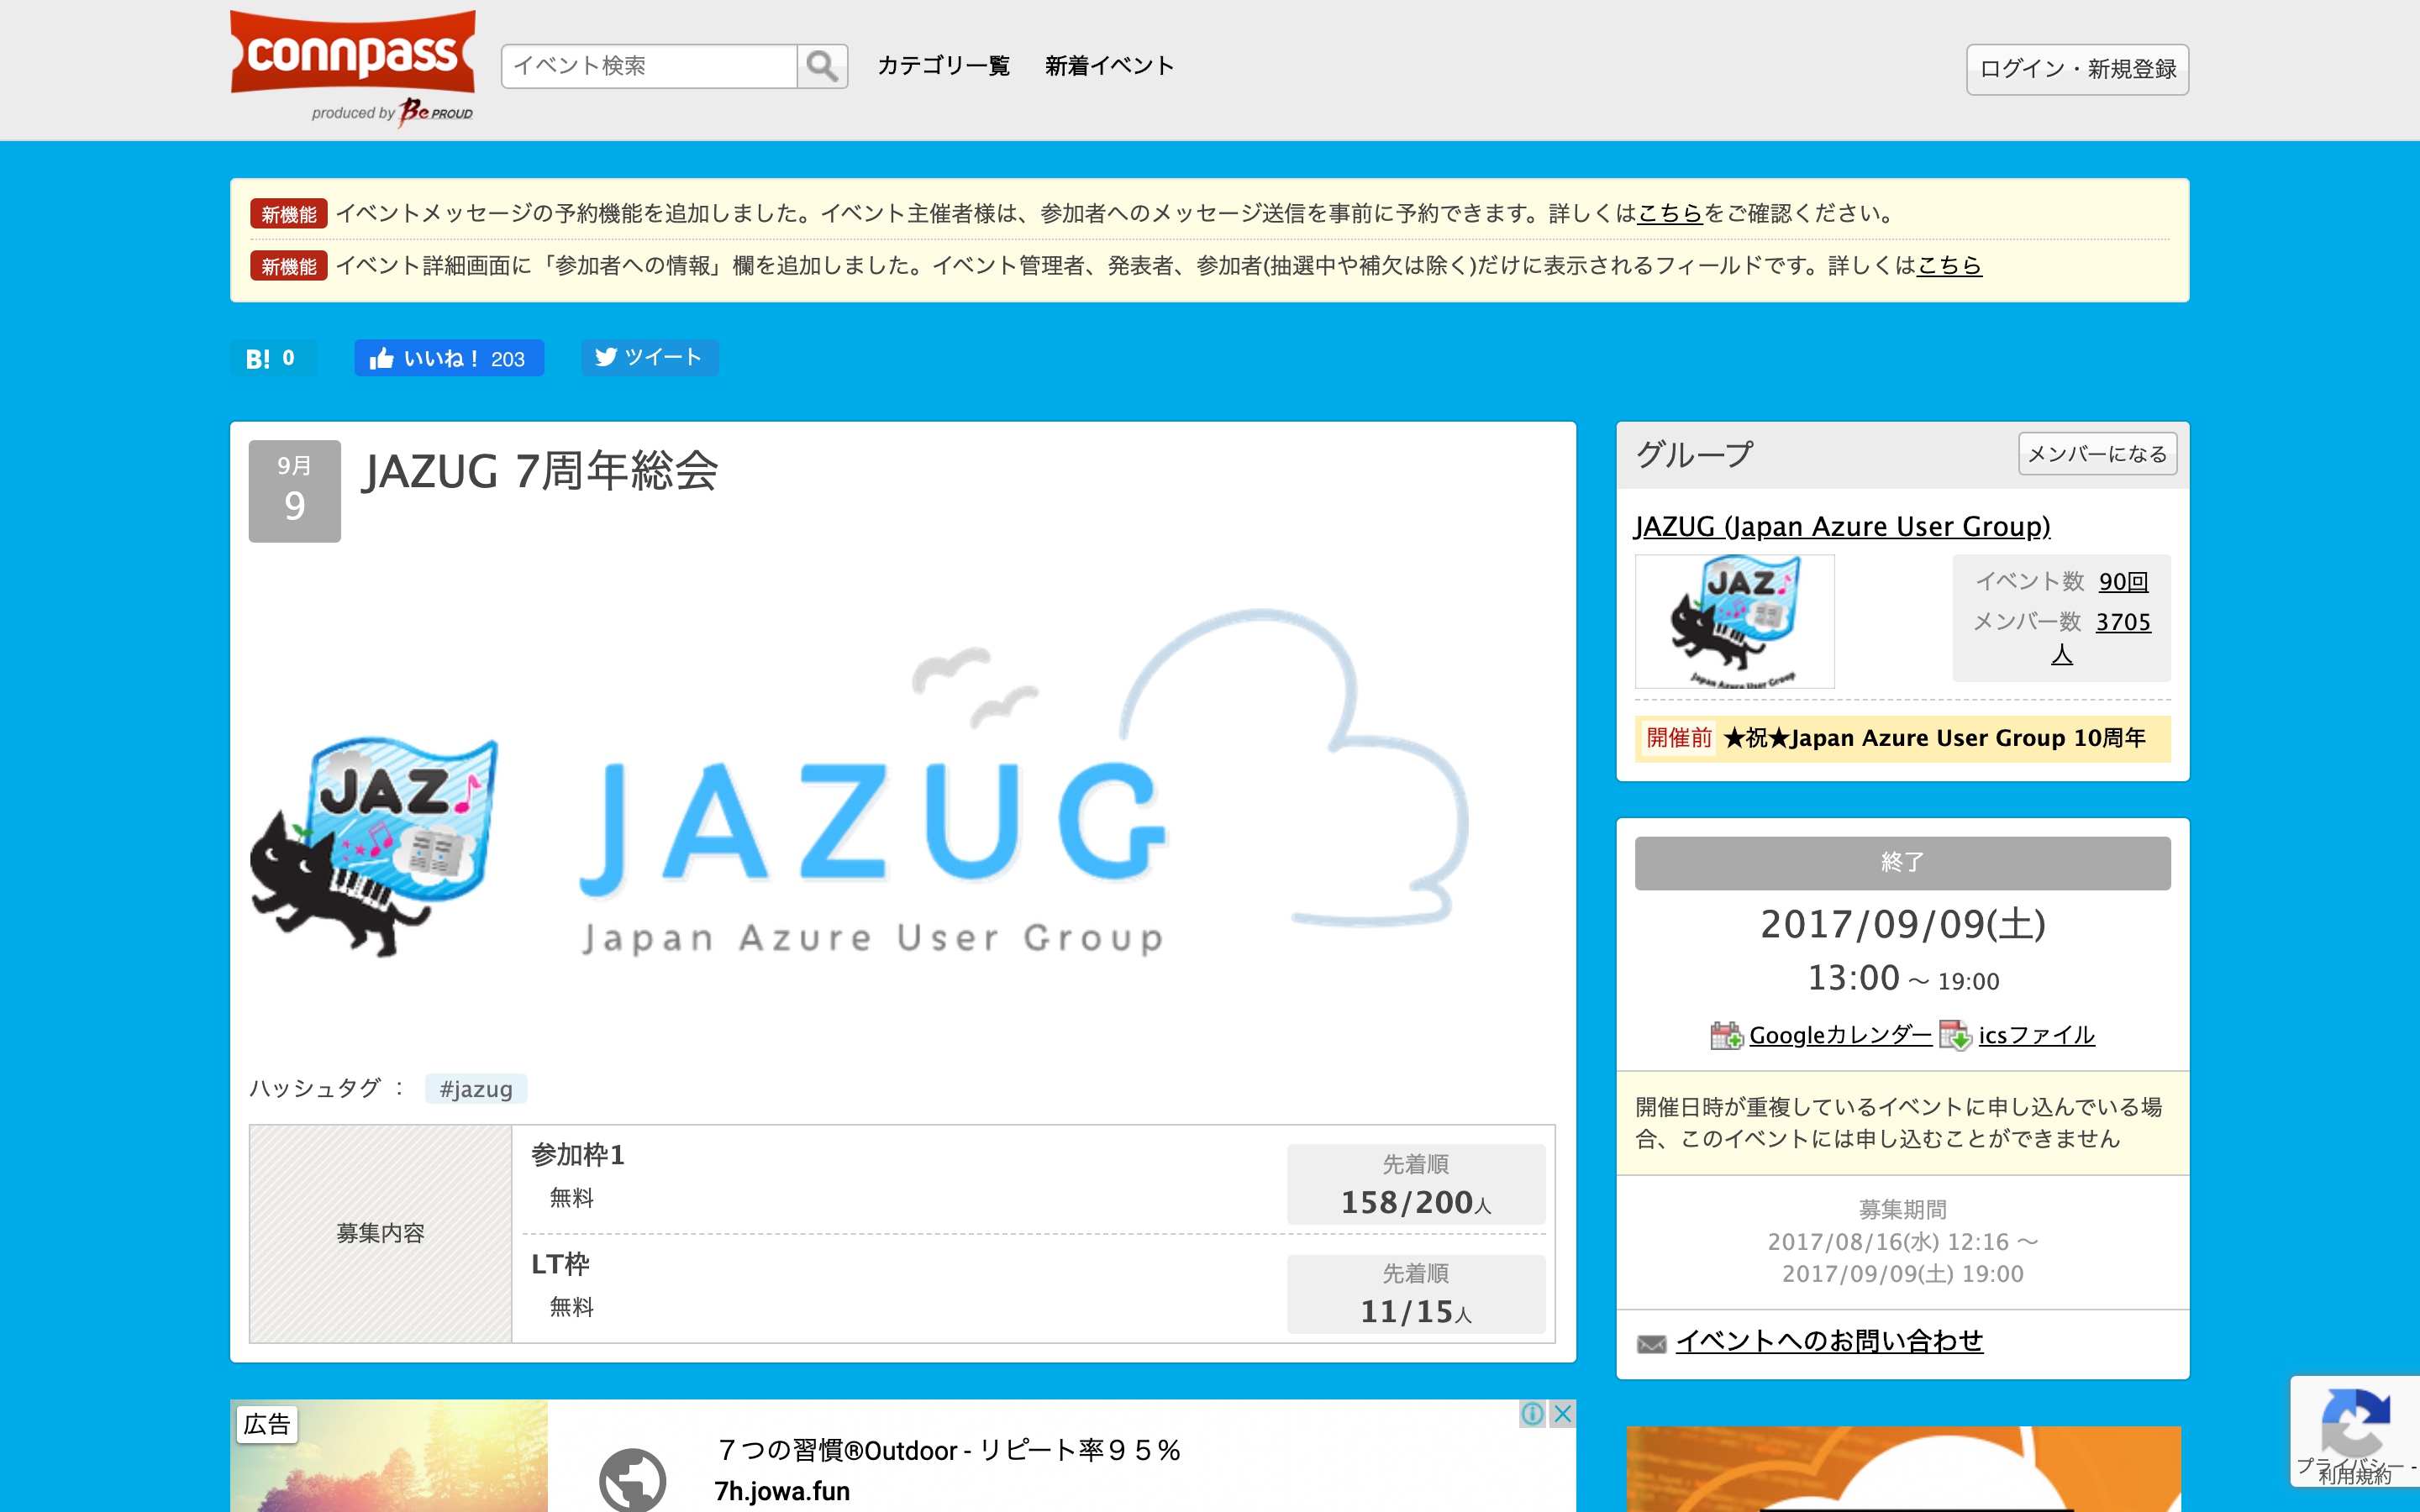 connpass
produced by Be PROUD
イベント検索
カテゴリ一覧
新着イベント
ログイン・新規登録
新機能 イベントメッセージの予約機能を追加しました。イベント主催者様は、参加者へのメッセージ送信を事前に予約できます。詳しくはこちらをご確認ください。
新機能 イベント詳細画面に「参加者への情報」欄を追加しました。イベント管理者、発表者、参加者(抽選中や補欠は除く)だけに表示されるフィールドです。詳しくはこちら
B! 0
いいね！ 203
ツイート
9月
9
JAZUG 7周年総会
JAZ
JAZUG
Japan Azure User Group
ハッシュタグ ： #jazug
募集内容
参加枠1
無料
先着順
158/200人
LT枠
無料
先着順
11/15人
広告
７つの習慣®Outdoor - リピート率９５％
7h.jowa.fun
グループ
メンバーになる
JAZUG (Japan Azure User Group)
JAZ
Japan Azure User Group
イベント数 90回
メンバー数 3705
人
開催前 ★祝★Japan Azure User Group 10周年
終了
2017/09/09(土)
13:00 〜 19:00
Googleカレンダー icsファイル
開催日時が重複しているイベントに申し込んでいる場
合、このイベントには申し込むことができません
募集期間
2017/08/16(水) 12:16 〜
2017/09/09(土) 19:00
イベントへのお問い合わせ
プライバシー -
利用規約